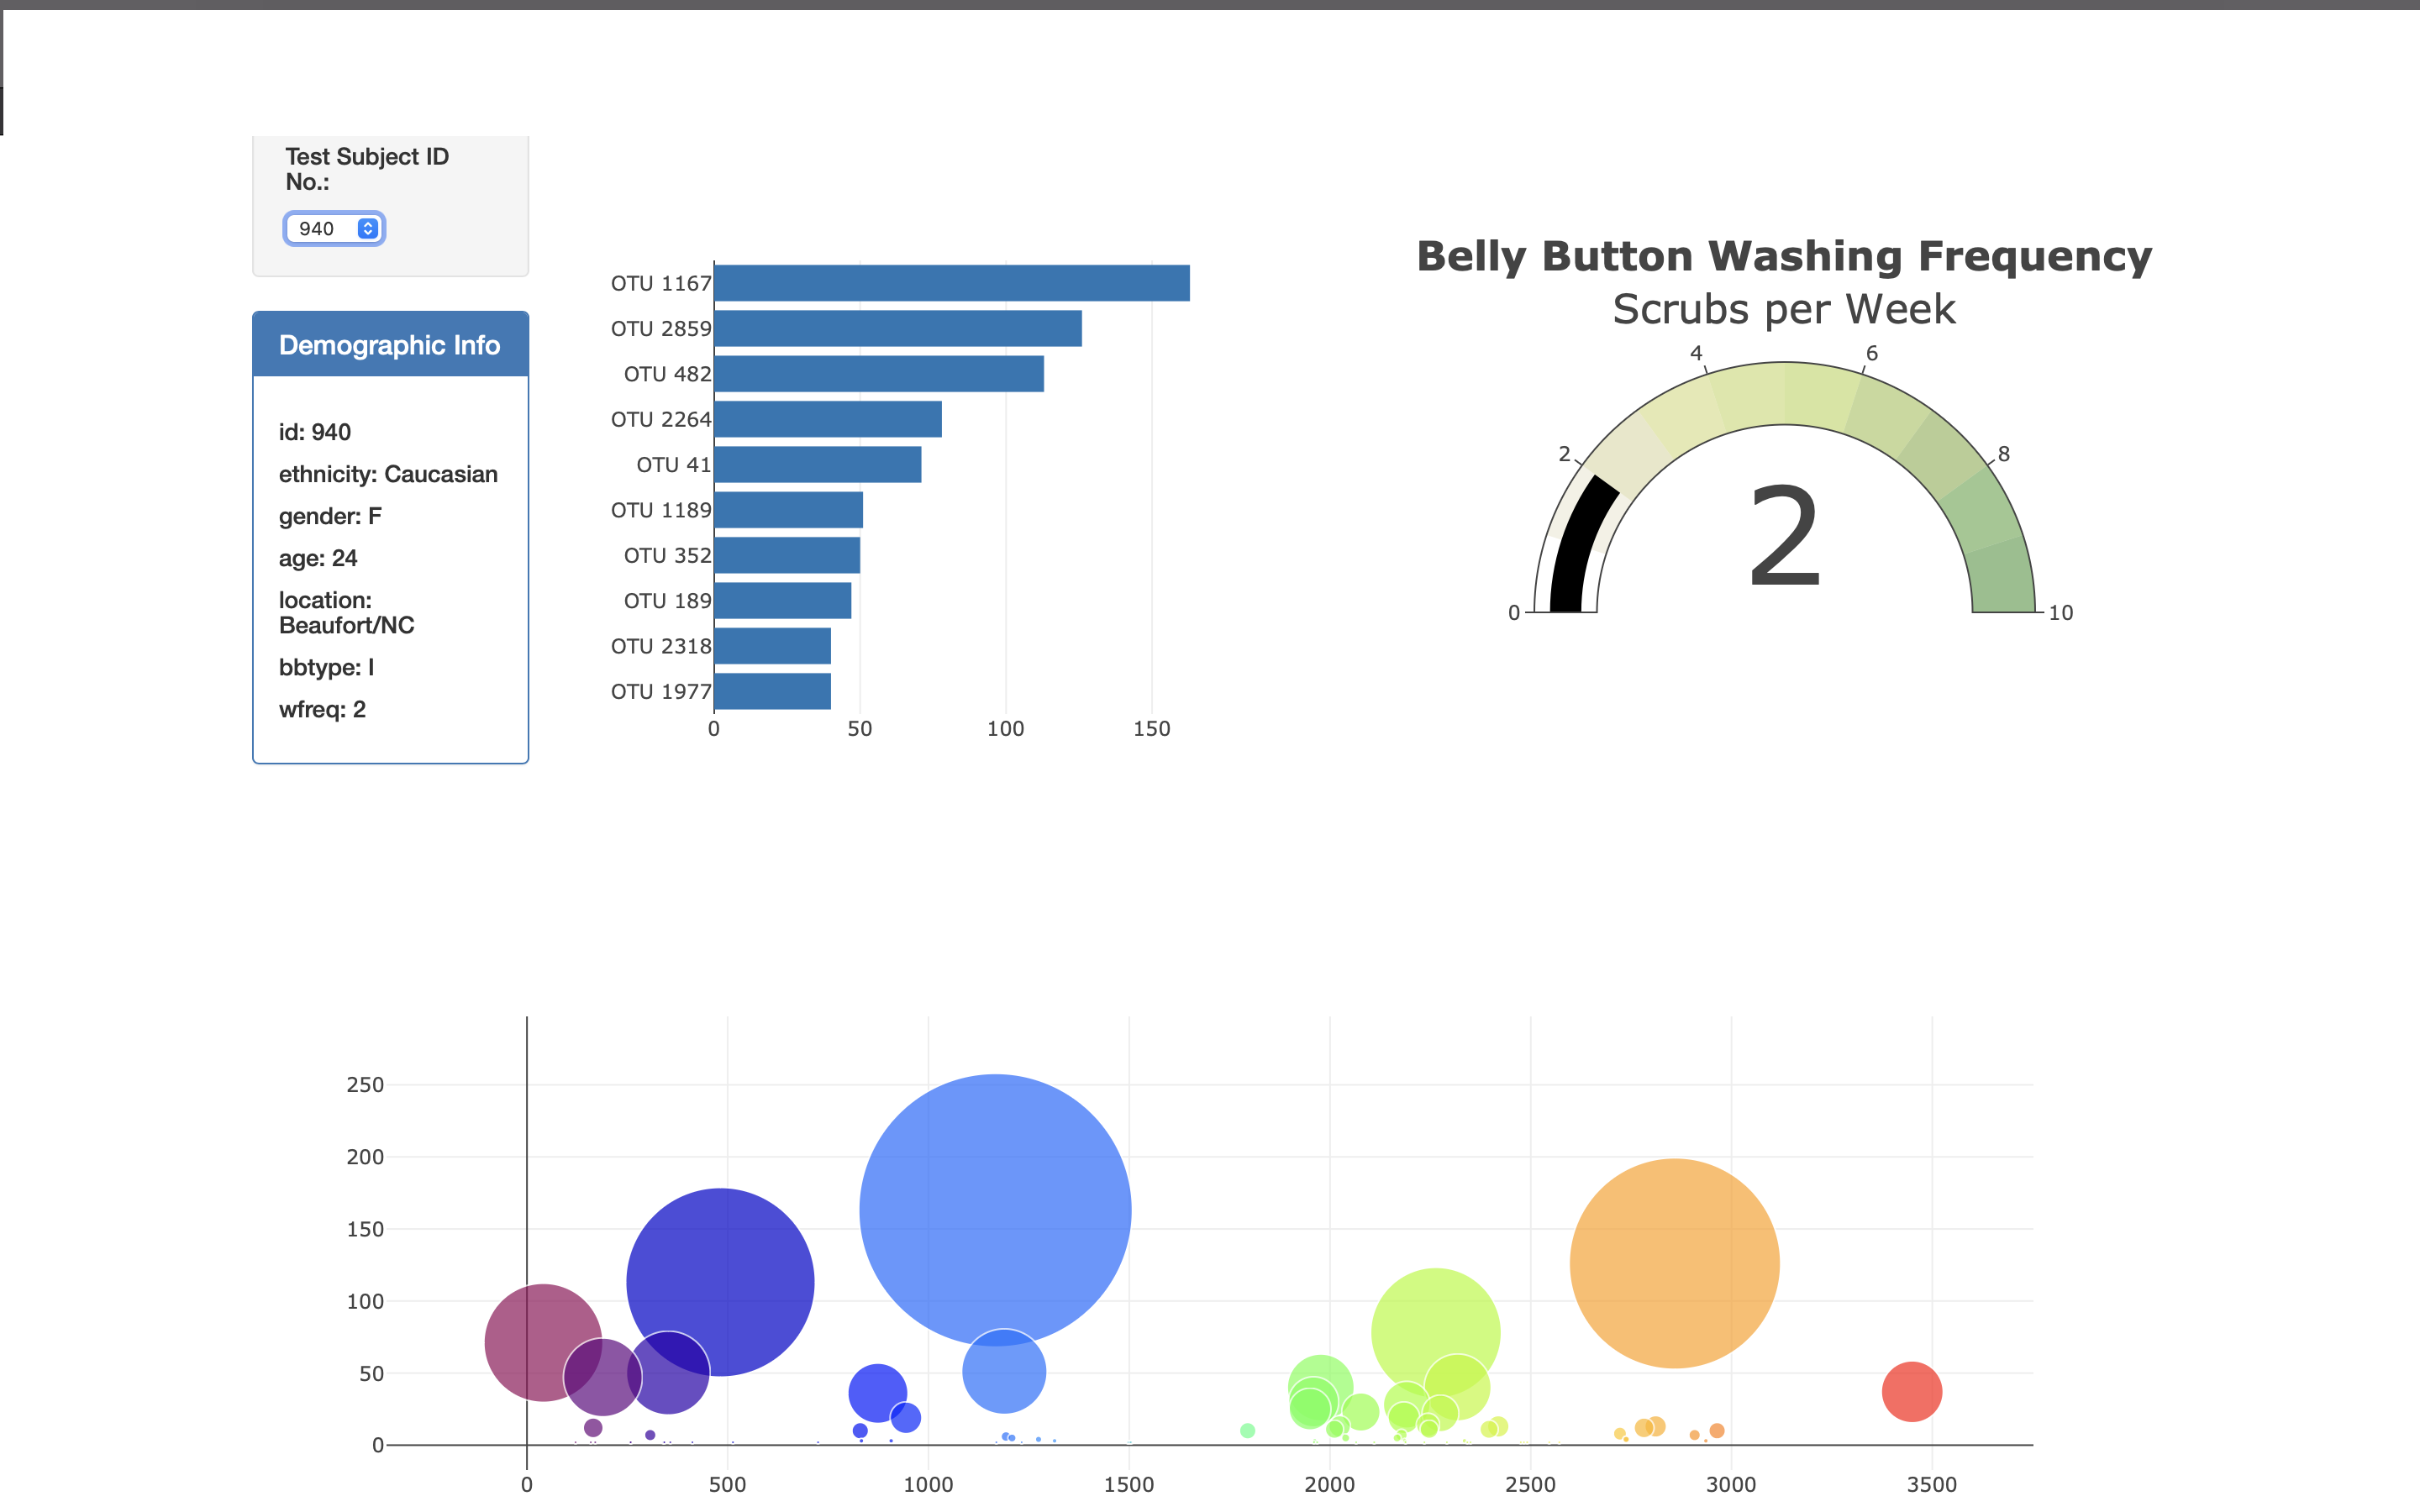 Test Subject ID
No.:
940
Demographic Info
id: 940
ethnicity: Caucasian
gender: F
age: 24
location:
Beaufort/NC
bbtype: I
wfreq: 2
OTU 1167
OTU 2859
OTU 482
OTU 2264
OTU 41
OTU 1189
OTU 352
OTU 189
OTU 2318
OTU 1977
0 50 100 150
Belly Button Washing Frequency
Scrubs per Week
0
2
4
6
8
10
2
250
200
150
100
50
0
0 500 1000 1500 2000 2500 3000 3500